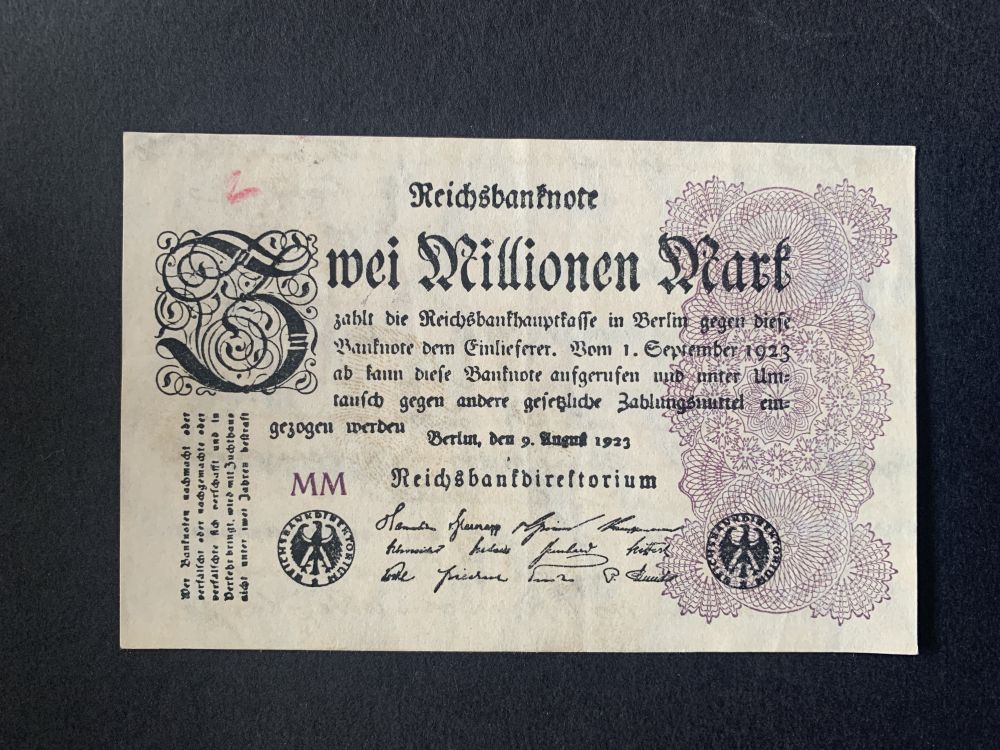 Reichsbanknote
Zwei Millionen Mark
zahlt die Reichsbankhauptkasse in Berlin gegen diese
Banknote dem Einlieferer. Vom 1. September 1923
ab kann diese Banknote aufgerufen und unter Um-
tausch gegen andere gesetzliche Zahlungsmittel ein-
gezogen werden
Berlin, den 9. August 1923
Reichsbankdirektorium
MM
Wer Banknoten nachmacht oder
verfälscht oder nachgemachte oder
verfälschte sich verschafft und in
Verkehr bringt, wird mit Zuchthaus
nicht unter zwei Jahren bestraft
REICHSBANKDIREKTORIUM
REICHSBANKDIREKTORIUM
2